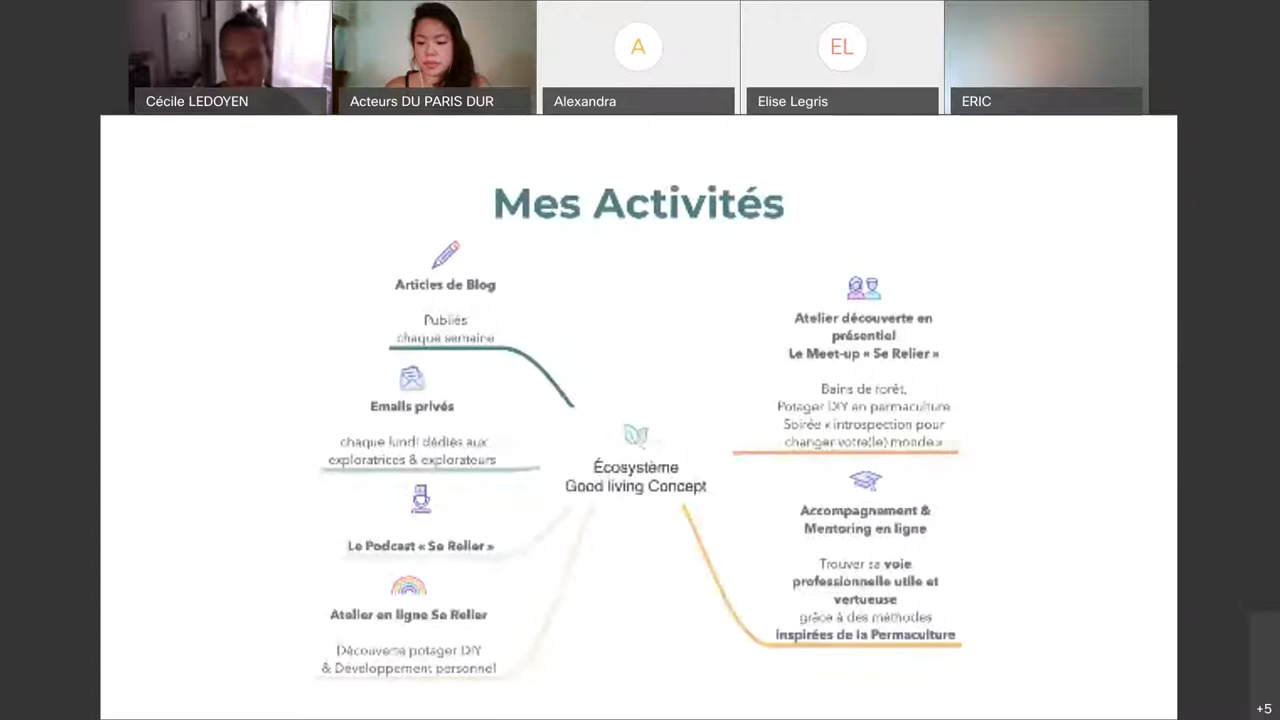 A
EL
Cécile LEDOYEN
Acteurs DU PARIS DUR
Alexandra
Elise Legris
ERIC
Mes Activités
Articles de Blog
Publiés
chaque semaine
Emails privés
chaque lundi dédiés aux
exploratrices & explorateurs
Le Podcast « Se Relier »
Atelier en ligne Se Relier
Découverte potager DIY
& Développement personnel
Écosystème
Good living Concept
Atelier découverte en
présentiel
Le Meet-up « Se Relier »
Bains de forêt,
Potager DIY en permaculture
Soirée « introspection pour
changer votre(le) monde »
Accompagnement &
Mentoring en ligne
Trouver sa voie
professionnelle utile et
vertueuse
grâce à des méthodes
inspirées de la Permaculture
+5